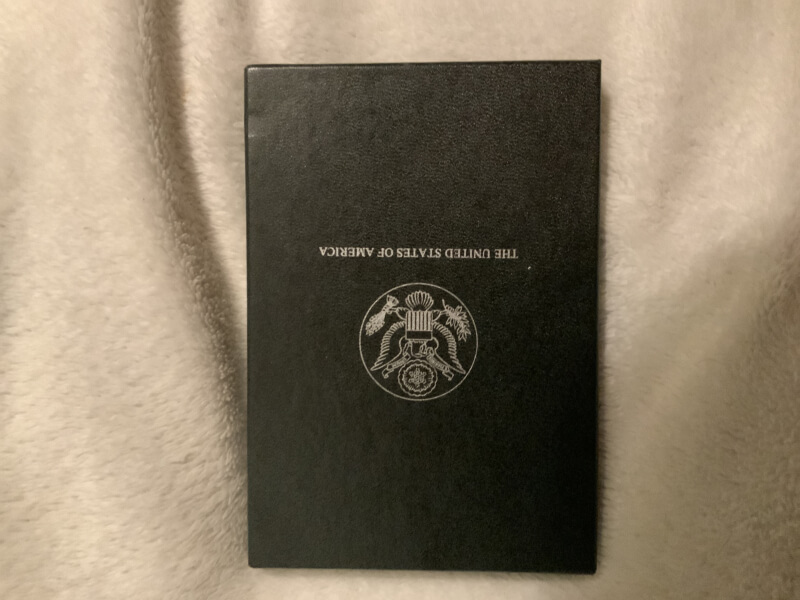 THE UNITED STATES OF AMERICA